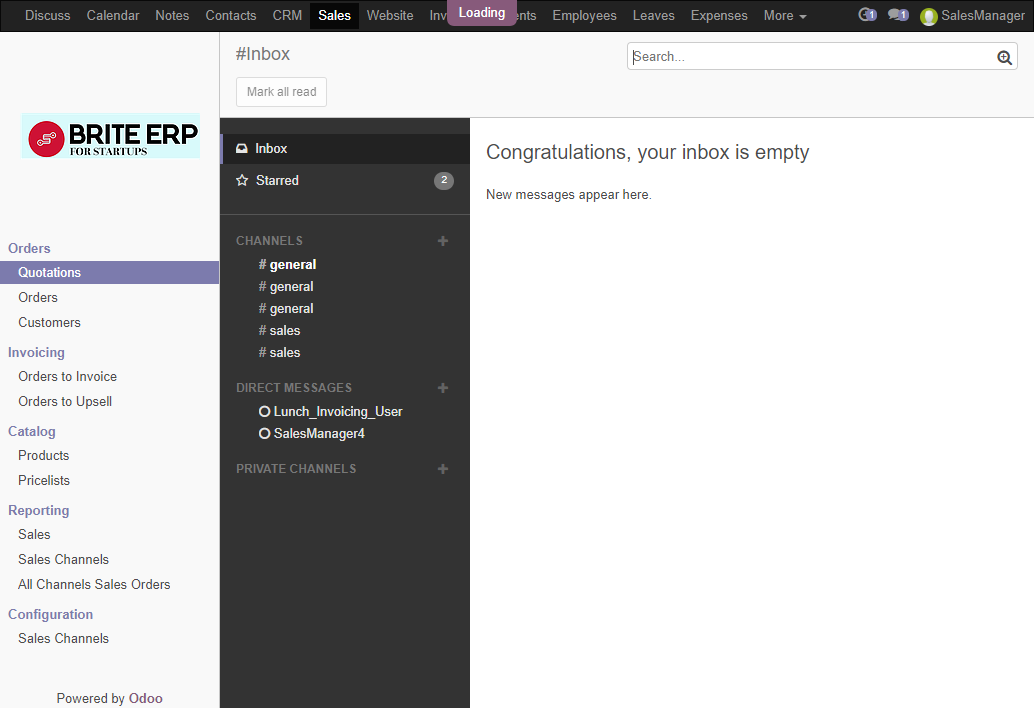 Discuss Calendar Notes Contacts CRM Sales Website Inv Loading nts Employees Leaves Expenses More 1 1 SalesManager
#Inbox
Search...
Mark all read
BRITE ERP
FOR STARTUPS
Orders
Quotations
Orders
Customers
Invoicing
Orders to Invoice
Orders to Upsell
Catalog
Products
Pricelists
Reporting
Sales
Sales Channels
All Channels Sales Orders
Configuration
Sales Channels
Powered by Odoo
Inbox
Starred 2
CHANNELS
# general
# general
# general
# sales
# sales
DIRECT MESSAGES
Lunch_Invoicing_User
SalesManager4
PRIVATE CHANNELS
Congratulations, your inbox is empty
New messages appear here.